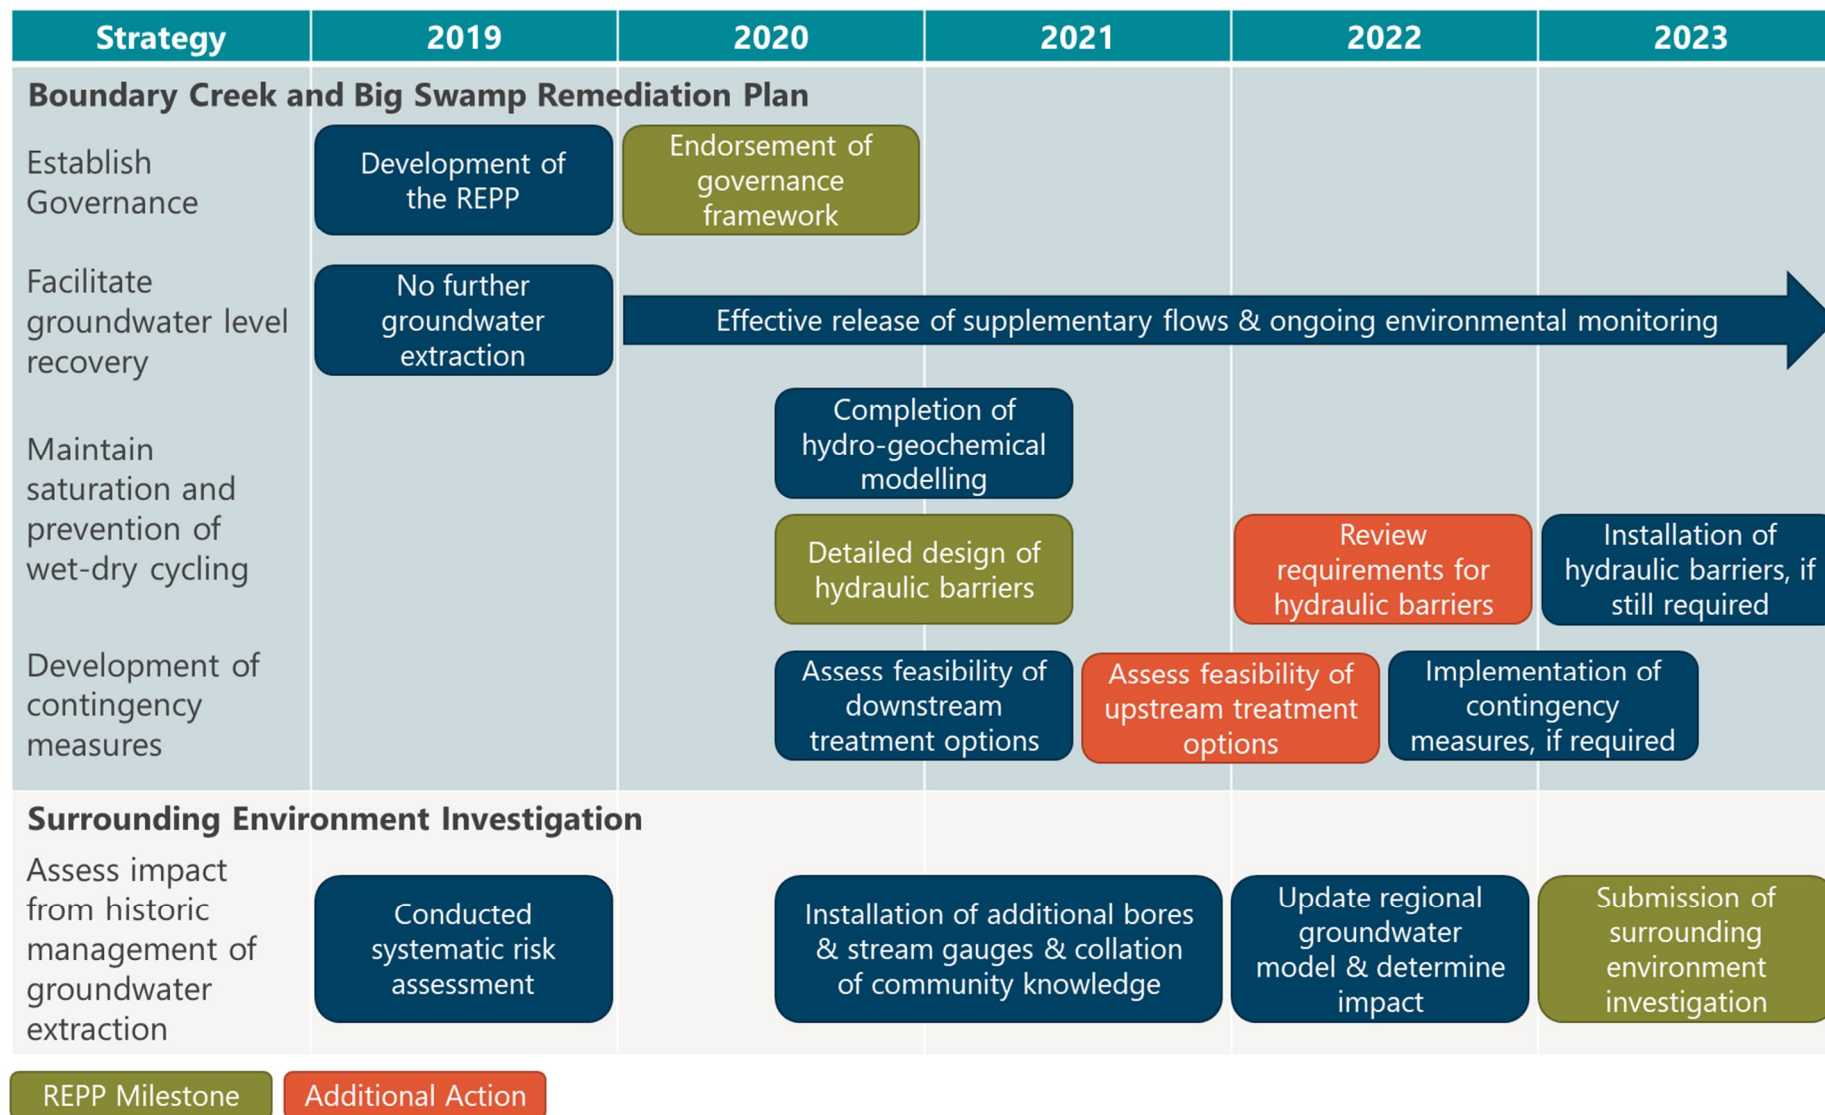 Strategy
2019
2020
2021
2022
2023
Boundary Creek and Big Swamp Remediation Plan
Establish
Governance
Development of
the REPP
Endorsement of
governance
framework
Facilitate
groundwater level
recovery
No further
groundwater
extraction
Effective release of supplementary flows & ongoing environmental monitoring
Maintain
saturation and
prevention of
wet-dry cycling
Completion of
hydro-geochemical
modelling
Detailed design of
hydraulic barriers
Review
requirements for
hydraulic barriers
Installation of
hydraulic barriers, if
still required
Development of
contingency
measures
Assess feasibility of
downstream
treatment options
Assess feasibility of
upstream treatment
options
Implementation of
contingency
measures, if required
Surrounding Environment Investigation
Assess impact
from historic
management of
groundwater
extraction
Conducted
systematic risk
assessment
Installation of additional bores
& stream gauges & collation
of community knowledge
Update regional
groundwater
model & determine
impact
Submission of
surrounding
environment
investigation
REPP Milestone
Additional Action